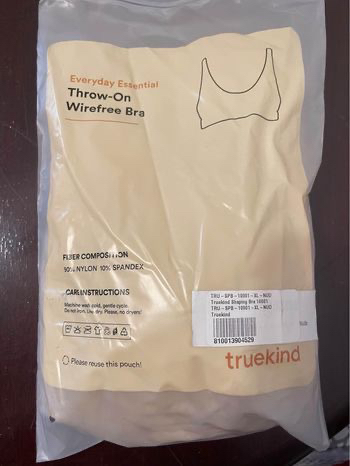 Everyday Essential
Throw-On
Wirefree Bra
FIBER COMPOSITION
90% NYLON 10% SPANDEX
CARE INSTRUCTIONS
Machine wash cold, gentle cycle.
Do not iron. Line dry. Please, no dryers!
Please reuse this pouch!
TRU - SPB - 10001 - XL - NUD
Truekind Shaping Bra 10001
TRU - SPB - 10001 - XL - NUD
Truekind
810013904529
truekind